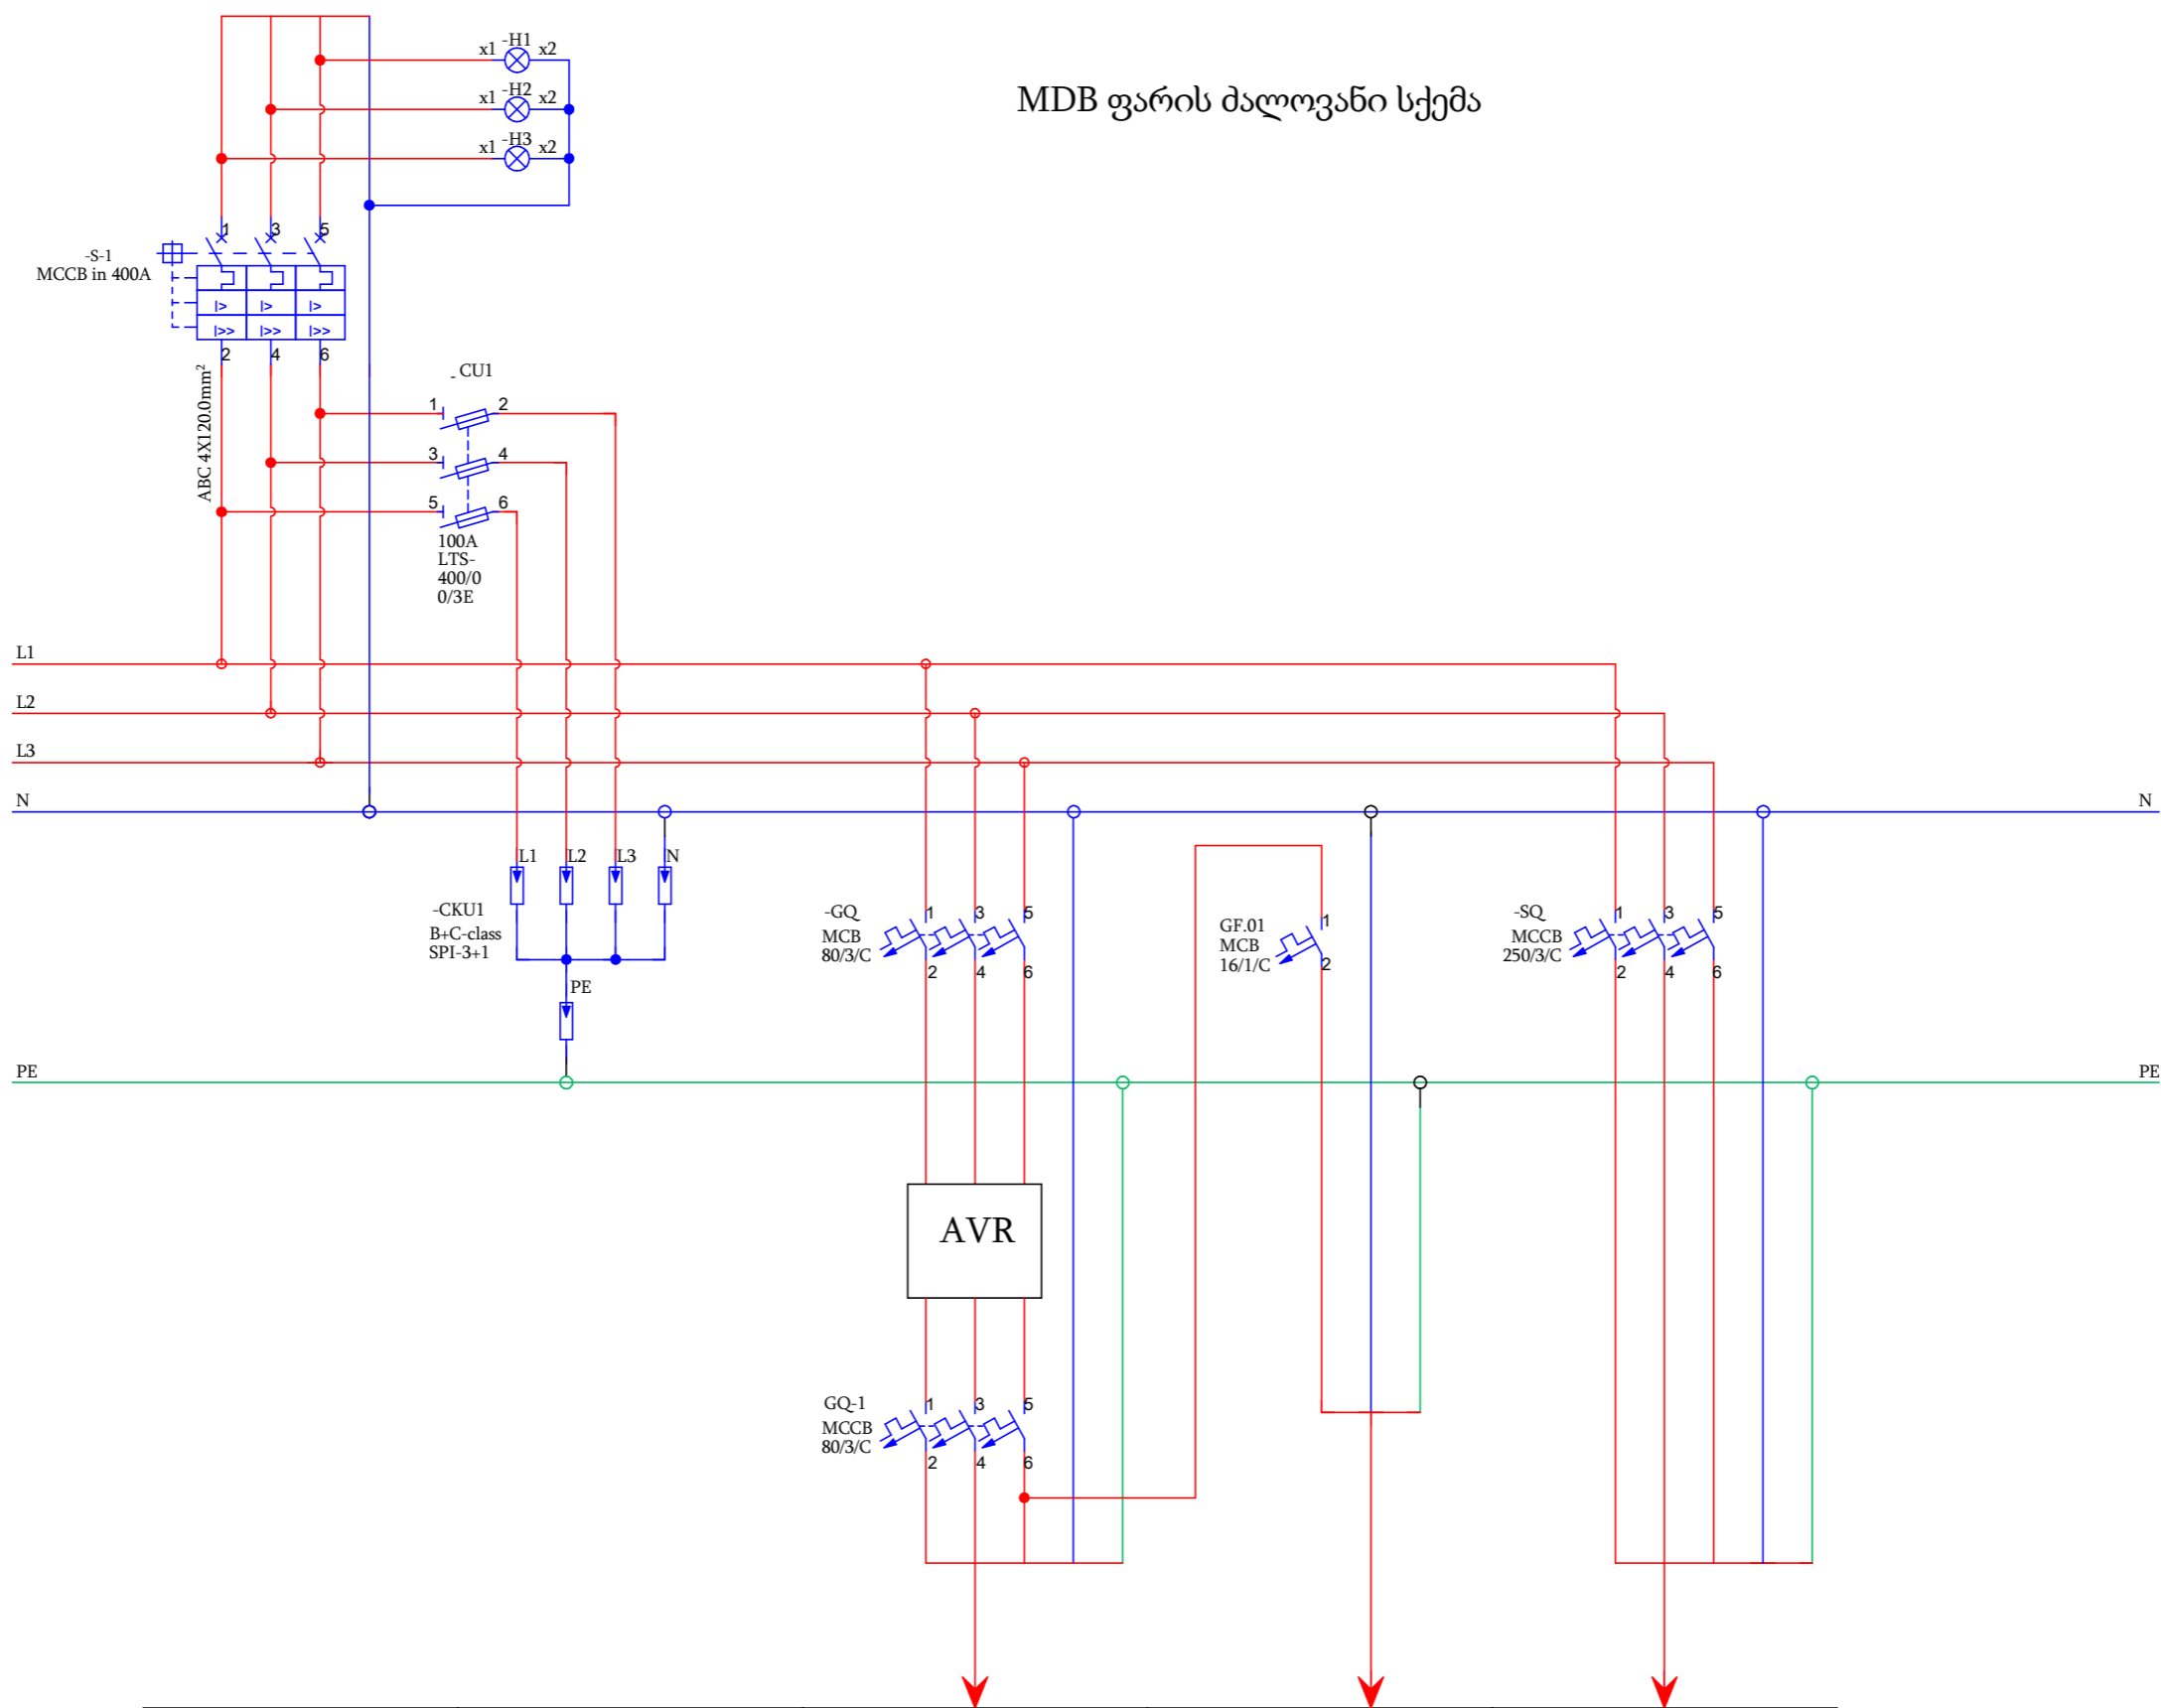 x1 -H1 x2
x1 -H2 x2
x1 -H3 x2
MDB ფარის ძალოვანი სქემა
1 3 5
-S-1
MCCB in 400A
|> |> |>
|>> |>> |>>
2 4 6
ABC 4X120.0mm²
- CU1
1 2
3 4
5 6
100A
LTS-
400/0
0/3E
L1
L2
L3
N N
L1 L2 L3 N
-CKU1
B+C-class
SPI-3+1
PE
-GQ
MCB
80/3/C
1 3 5
2 4 6
GF.01
MCB
16/1/C
1
2
-SQ
MCCB
250/3/C
1 3 5
2 4 6
PE PE
AVR
GQ-1
MCCB
80/3/C
1 3 5
2 4 6